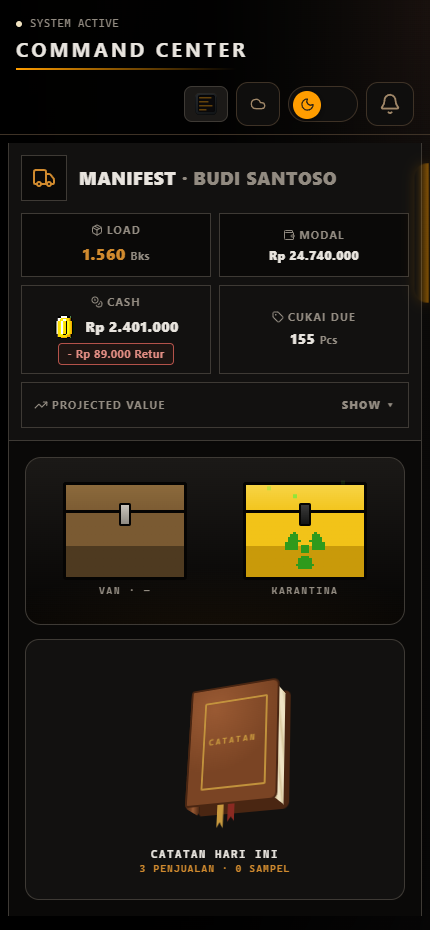 SYSTEM ACTIVE
COMMAND CENTER
MANIFEST · BUDI SANTOSO
LOAD
1.560 Bks
MODAL
Rp 24.740.000
CASH
Rp 2.401.000
- Rp 89.000 Retur
CUKAI DUE
155 Pcs
PROJECTED VALUE
SHOW ▼
VAN · —
KARANTINA
CATATAN
CATATAN HARI INI
3 PENJUALAN · 0 SAMPEL